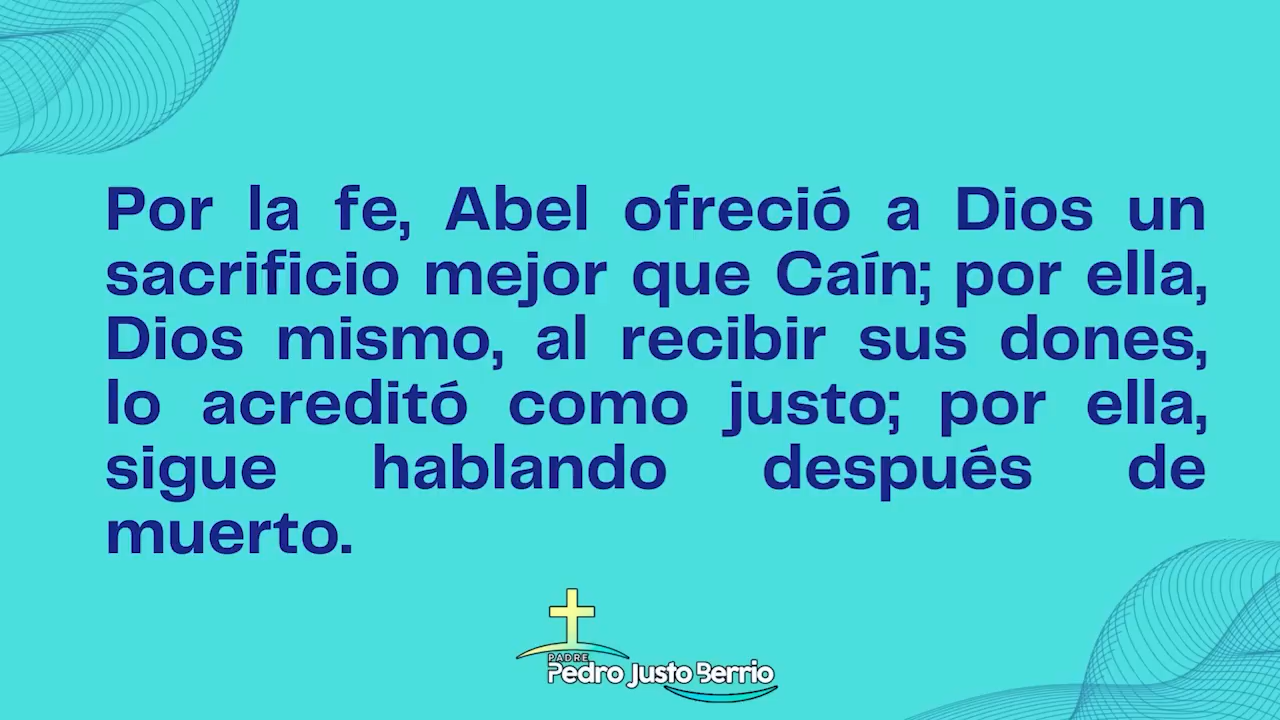 Por la fe, Abel ofreció a Dios un
sacrificio mejor que Caín; por ella,
Dios mismo, al recibir sus dones,
lo acreditó como justo; por ella,
sigue hablando después de
muerto.
PADRE
Pedro Justo Berrio